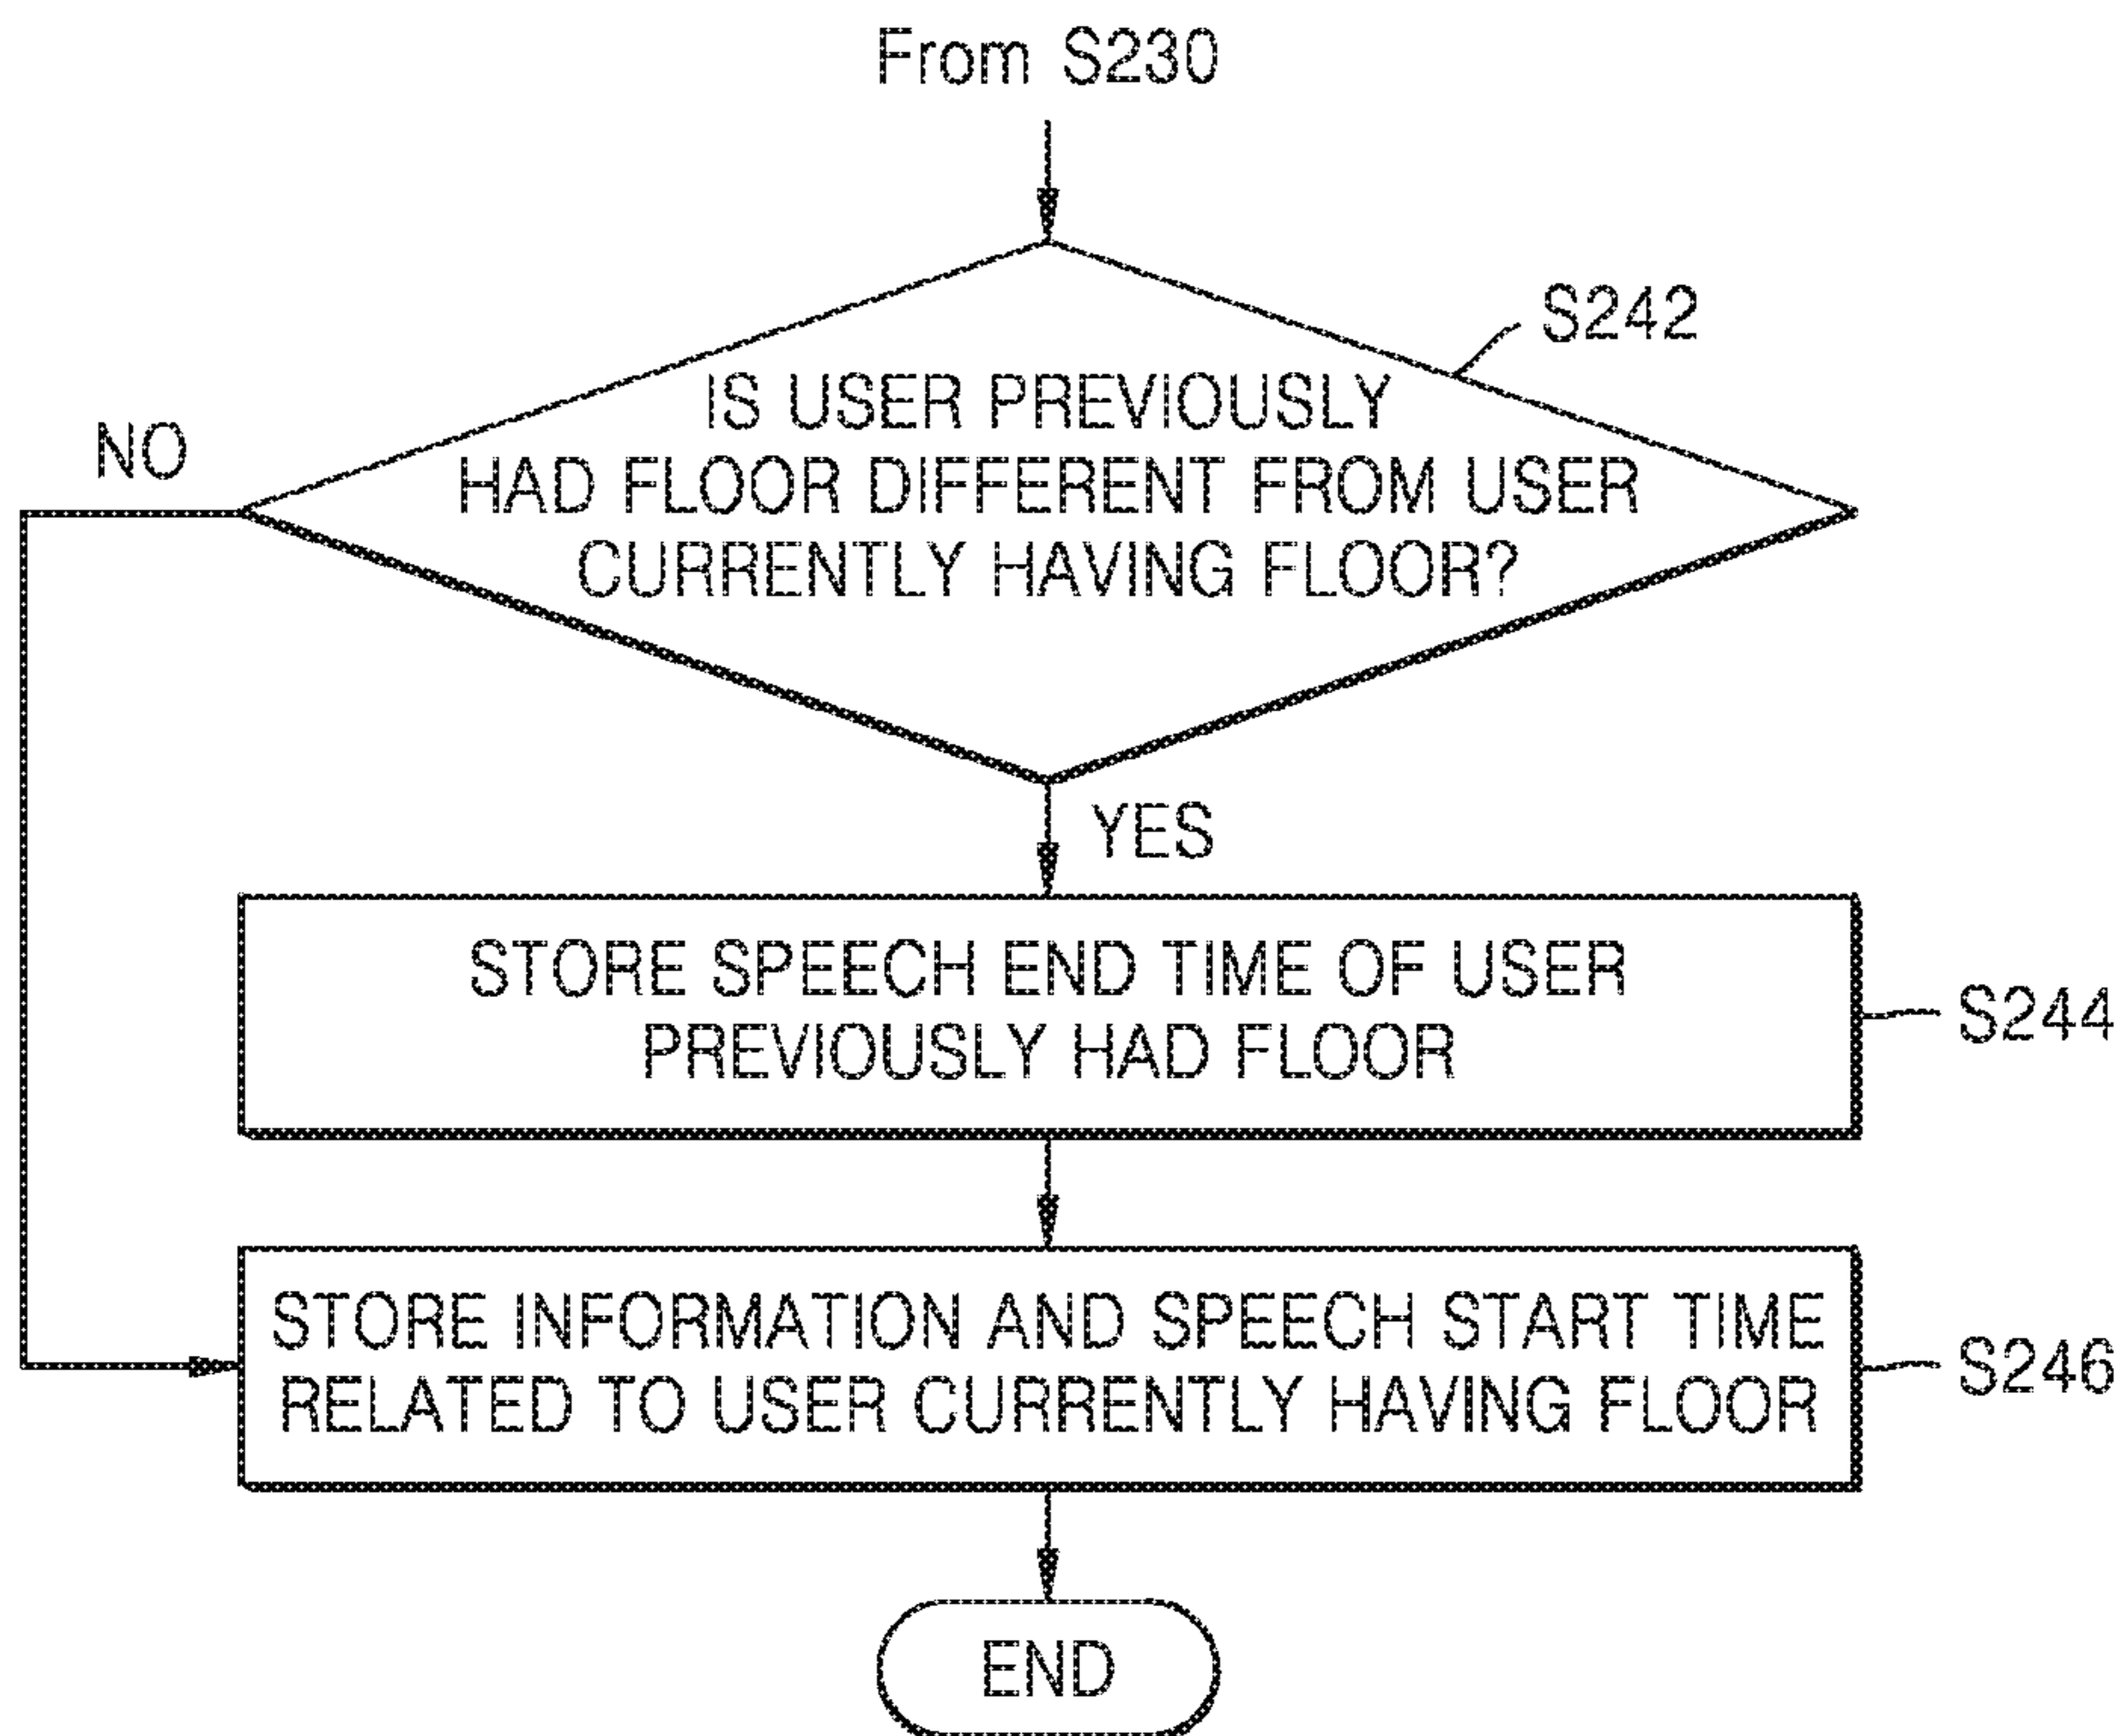 From S230
S242
IS USER PREVIOUSLY
HAD FLOOR DIFFERENT FROM USER
CURRENTLY HAVING FLOOR?
NO
YES
STORE SPEECH END TIME OF USER
PREVIOUSLY HAD FLOOR
S244
STORE INFORMATION AND SPEECH START TIME
RELATED TO USER CURRENTLY HAVING FLOOR
S246
END